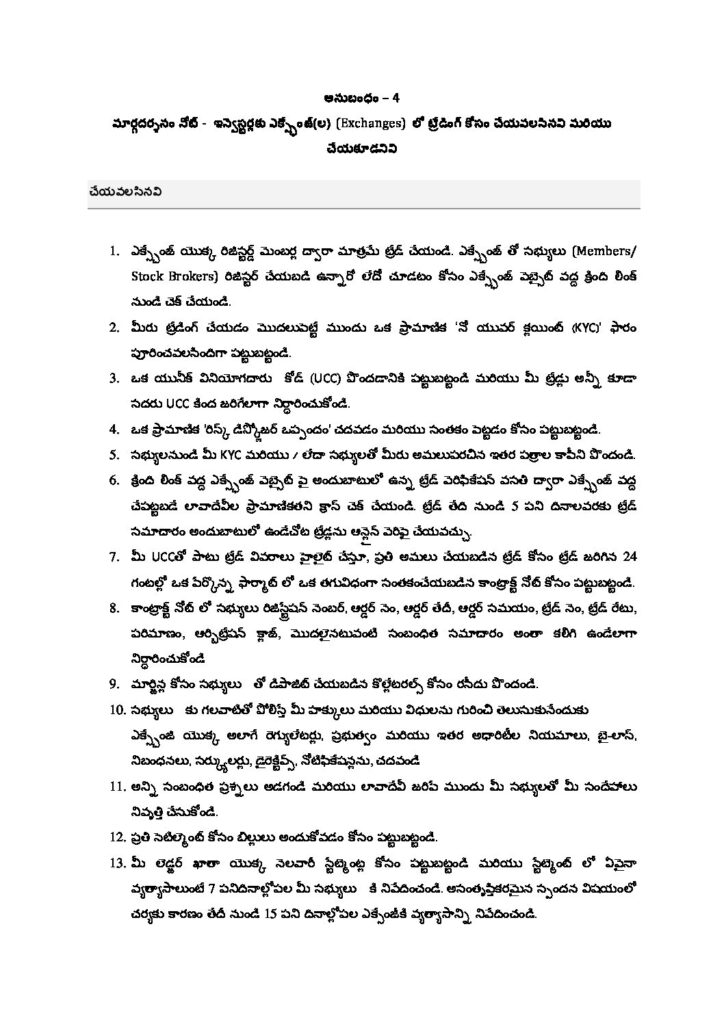 అనుబంధం – 4
మార్గదర్శనం నోట్ - ఇన్వెస్టర్లకు ఎక్స్ఛేంజ్(ల) (Exchanges) లో ట్రేడింగ్ కోసం చేయవలసినవి మరియు
చేయకూడనివి
చేయవలసినవి
1. ఎక్స్ఛేంజ్ యొక్క రిజిస్టర్డ్ మెంబర్ల ద్వారా మాత్రమే ట్రేడ్ చేయండి. ఎక్స్ఛేంజ్ తో సభ్యులు (Members/
Stock Brokers) రిజిస్టర్ చేయబడి ఉన్నారో లేదో చూడటం కోసం ఎక్స్ఛేంజ్ వెబ్సైట్ వద్ద క్రింది లింక్
నుండి చెక్ చేయండి.
2. మీరు ట్రేడింగ్ చేయడం మొదలుపెట్టే ముందు ఒక ప్రామాణిక 'నో యువర్ క్లయింట్ (KYC)' ఫారం
పూరించవలసిందిగా పట్టుబట్టండి.
3. ఒక యునీక్ వినియోగదారు కోడ్ (UCC) పొందడానికి పట్టుబట్టండి మరియు మీ ట్రేడ్లు అన్నీ కూడా
సదరు UCC కింద జరిగేలాగా నిర్ధారించుకోండి.
4. ఒక ప్రామాణిక 'రిస్క్ డిస్క్లోజర్ ఒప్పందం' చదవడం మరియు సంతకం పెట్టడం కోసం పట్టుబట్టండి.
5. సభ్యులనుండి మీ KYC మరియు / లేదా సభ్యులతో మీరు అమలుపరచిన ఇతర పత్రాల కాపీని పొందండి.
6. క్రింది లింక్ వద్ద ఎక్స్ఛేంజ్ వెబ్సైట్ పై అందుబాటులో ఉన్న ట్రేడ్ వెరిఫికేషన్ వసతి ద్వారా ఎక్స్ఛేంజ్ వద్ద
చేపట్టబడే లావాదేవీల ప్రామాణికతని క్రాస్ చెక్ చేయండి. ట్రేడ్ తేది నుండి 5 పని దినాలవరకు ట్రేడ్
సమాచారం అందుబాటులో ఉండేచోట ట్రేడ్లను ఆన్లైన్ వెరిఫై చేయవచ్చు.
7. మీ UCCతో పాటు ట్రేడ్ వివరాలు హైలైట్ చేస్తూ, ప్రతి అమలు చేయబడిన ట్రేడ్ కోసం ట్రేడ్ జరిగిన 24
గంటల్లో ఒక పేర్కొన్న ఫార్మాట్ లో ఒక తగువిధంగా సంతకంచేయబడిన కాంట్రాక్ట్ నోట్ కోసం పట్టుబట్టండి.
8. కాంట్రాక్ట్ నోట్ లో సభ్యులు రిజిస్ట్రేషన్ నెంబర్, ఆర్డర్ నెం, ఆర్డర్ తేదీ, ఆర్డర్ సమయం, ట్రేడ్ నెం, ట్రేడ్ రేటు,
పరిమాణం, ఆర్బిట్రేషన్ క్లాజ్, మొదలైనటువంటి సంబంధిత సమాచారం అంతా కలిగి ఉండేలాగా
నిర్ధారించుకోండి
9. మార్జిన్ల కోసం సభ్యులు తో డిపాజిట్ చేయబడిన కొల్లేటరల్స్ కోసం రసీదు పొందండి.
10. సభ్యులు కు గలవాటితో పోలిస్తే మీ హక్కులు మరియు విధులను గురించి తెలుసుకునేందుకు
ఎక్స్ఛేంజి యొక్క అలాగే రెగ్యులేటర్లు, ప్రభుత్వం మరియు ఇతర అథారిటీల నియమాలు, బై-లాస్,
నిబంధనలు, సర్క్యులర్లు, డైరెక్టివ్స్, నోటిఫికేషన్లను, చదవండి
11. అన్ని సంబంధిత ప్రశ్నలు అడగండి మరియు లావాదేవీ జరిపే ముందు మీ సభ్యులతో మీ సందేహాలు
నివృత్తి చేసుకోండి.
12. ప్రతి సెటిల్మెంట్ కోసం బిల్లులు అందుకోవడం కోసం పట్టుబట్టండి.
13. మీ లెడ్జర్ ఖాతా యొక్క నెలవారీ స్టేట్మెంట్ల కోసం పట్టుబట్టండి మరియు స్టేట్మెంట్ లో ఏవైనా
వ్యత్యాసాలుంటే 7 పనిదినాల్లోపల మీ సభ్యులు కి నివేదించండి. అసంతృప్తికరమైన స్పందన విషయంలో
చర్యకు కారణం తేదీ నుండి 15 పని దినాల్లోపల ఎక్సేంజీకి వ్యత్యాసాన్ని నివేదించండి.